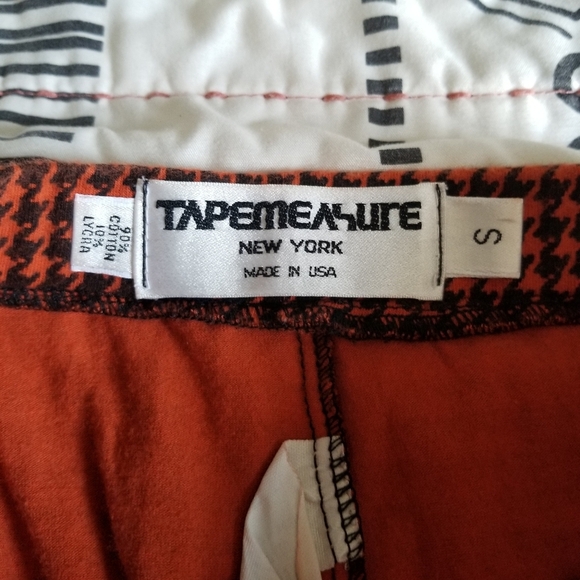 90%
COTTON
10%
LYCRA
TAPEMEASURE
NEW YORK
MADE IN USA
S